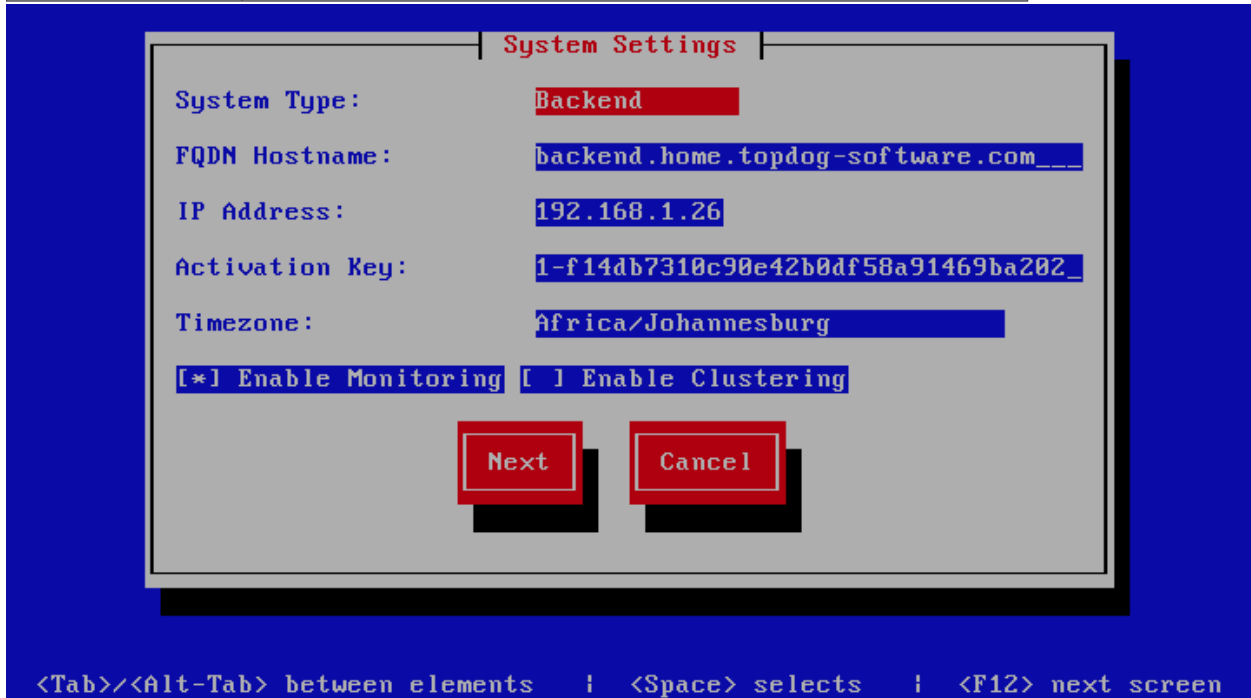 System Settings
System Type: Backend
FQDN Hostname: backend.home.topdog-software.com___
IP Address: 192.168.1.26
Activation Key: 1-f14db7310c90e42b0df58a91469ba202_
Timezone: Africa/Johannesburg
[*] Enable Monitoring [ ] Enable Clustering
Next Cancel
<Tab>/<Alt-Tab> between elements | <Space> selects | <F12> next screen